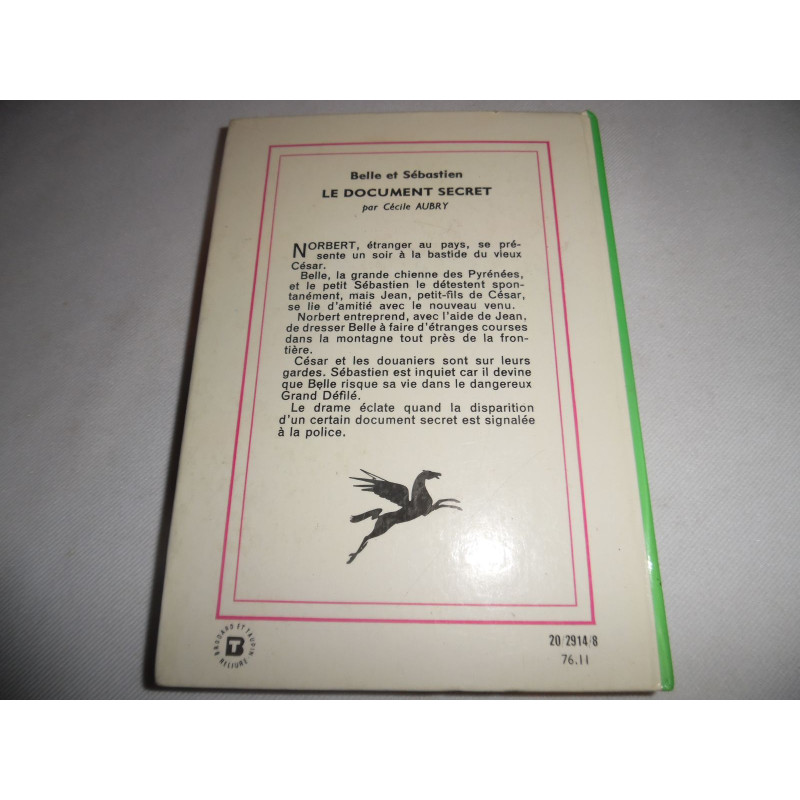 Belle et Sébastien
LE DOCUMENT SECRET
par Cécile AUBRY
NORBERT, étranger au pays, se pré-
sente un soir à la bastide du vieux
César.
Belle, la grande chienne des Pyrénées,
et le petit Sébastien le détestent spon-
tanément, mais Jean, petit-fils de César,
se lie d'amitié avec le nouveau venu.
Norbert entreprend, avec l'aide de Jean,
de dresser Belle à faire d'étranges courses
dans la montagne tout près de la fron-
tière.
César et les douaniers sont sur leurs
gardes. Sébastien est inquiet car il devine
que Belle risque sa vie dans le dangereux
Grand Défilé.
Le drame éclate quand la disparition
d'un certain document secret est signalée
à la police.
BRODARD ET TAUPIN
BT
RELIURE
20/2914/8
76.11